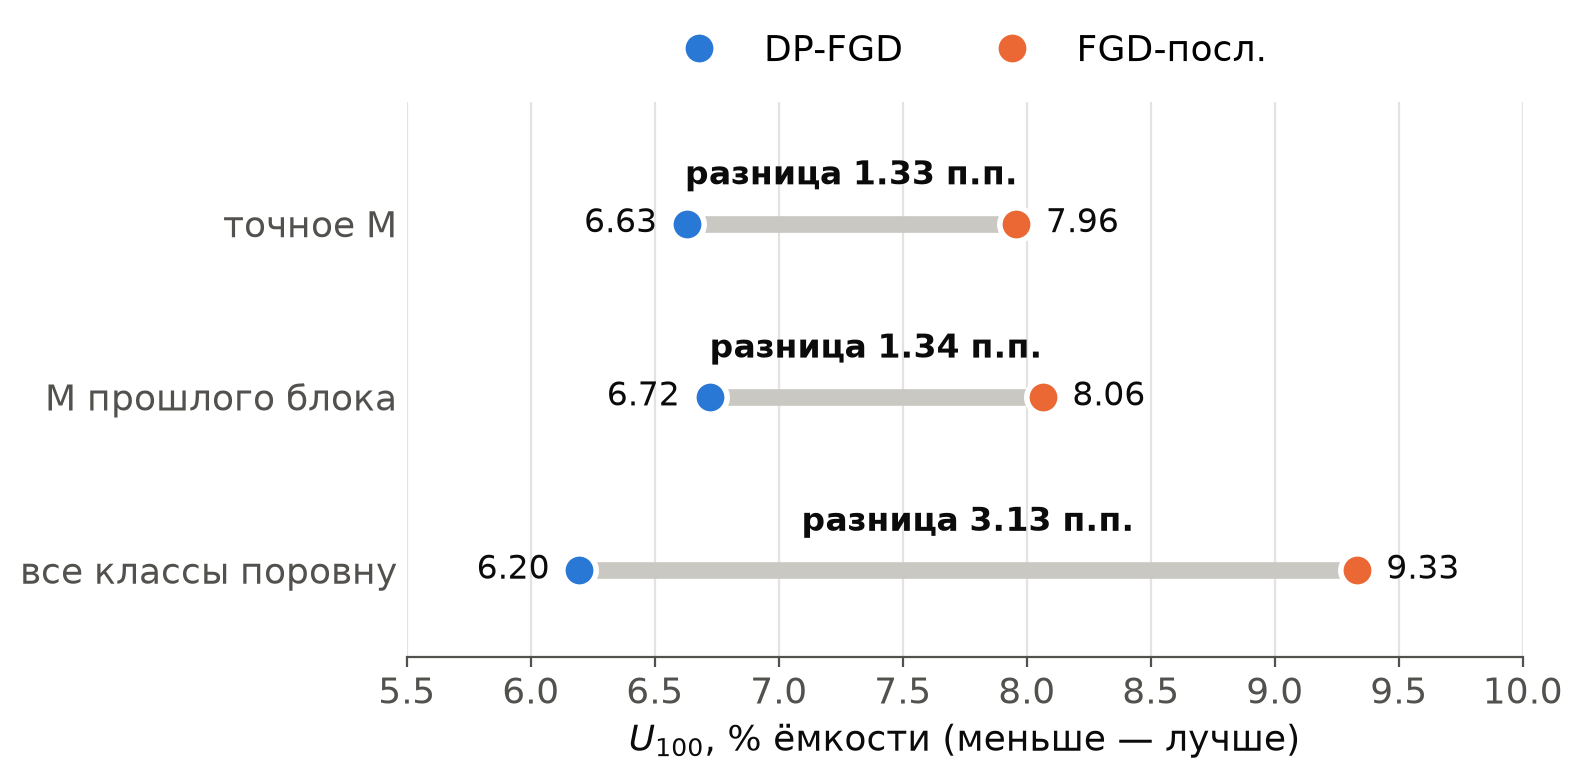 DP-FGD FGD-посл.
разница 1.33 п.п.
точное M 6.63 7.96
разница 1.34 п.п.
M прошлого блока 6.72 8.06
разница 3.13 п.п.
все классы поровну 6.20 9.33
5.5 6.0 6.5 7.0 7.5 8.0 8.5 9.0 9.5 10.0
U₁₀₀, % ёмкости (меньше — лучше)